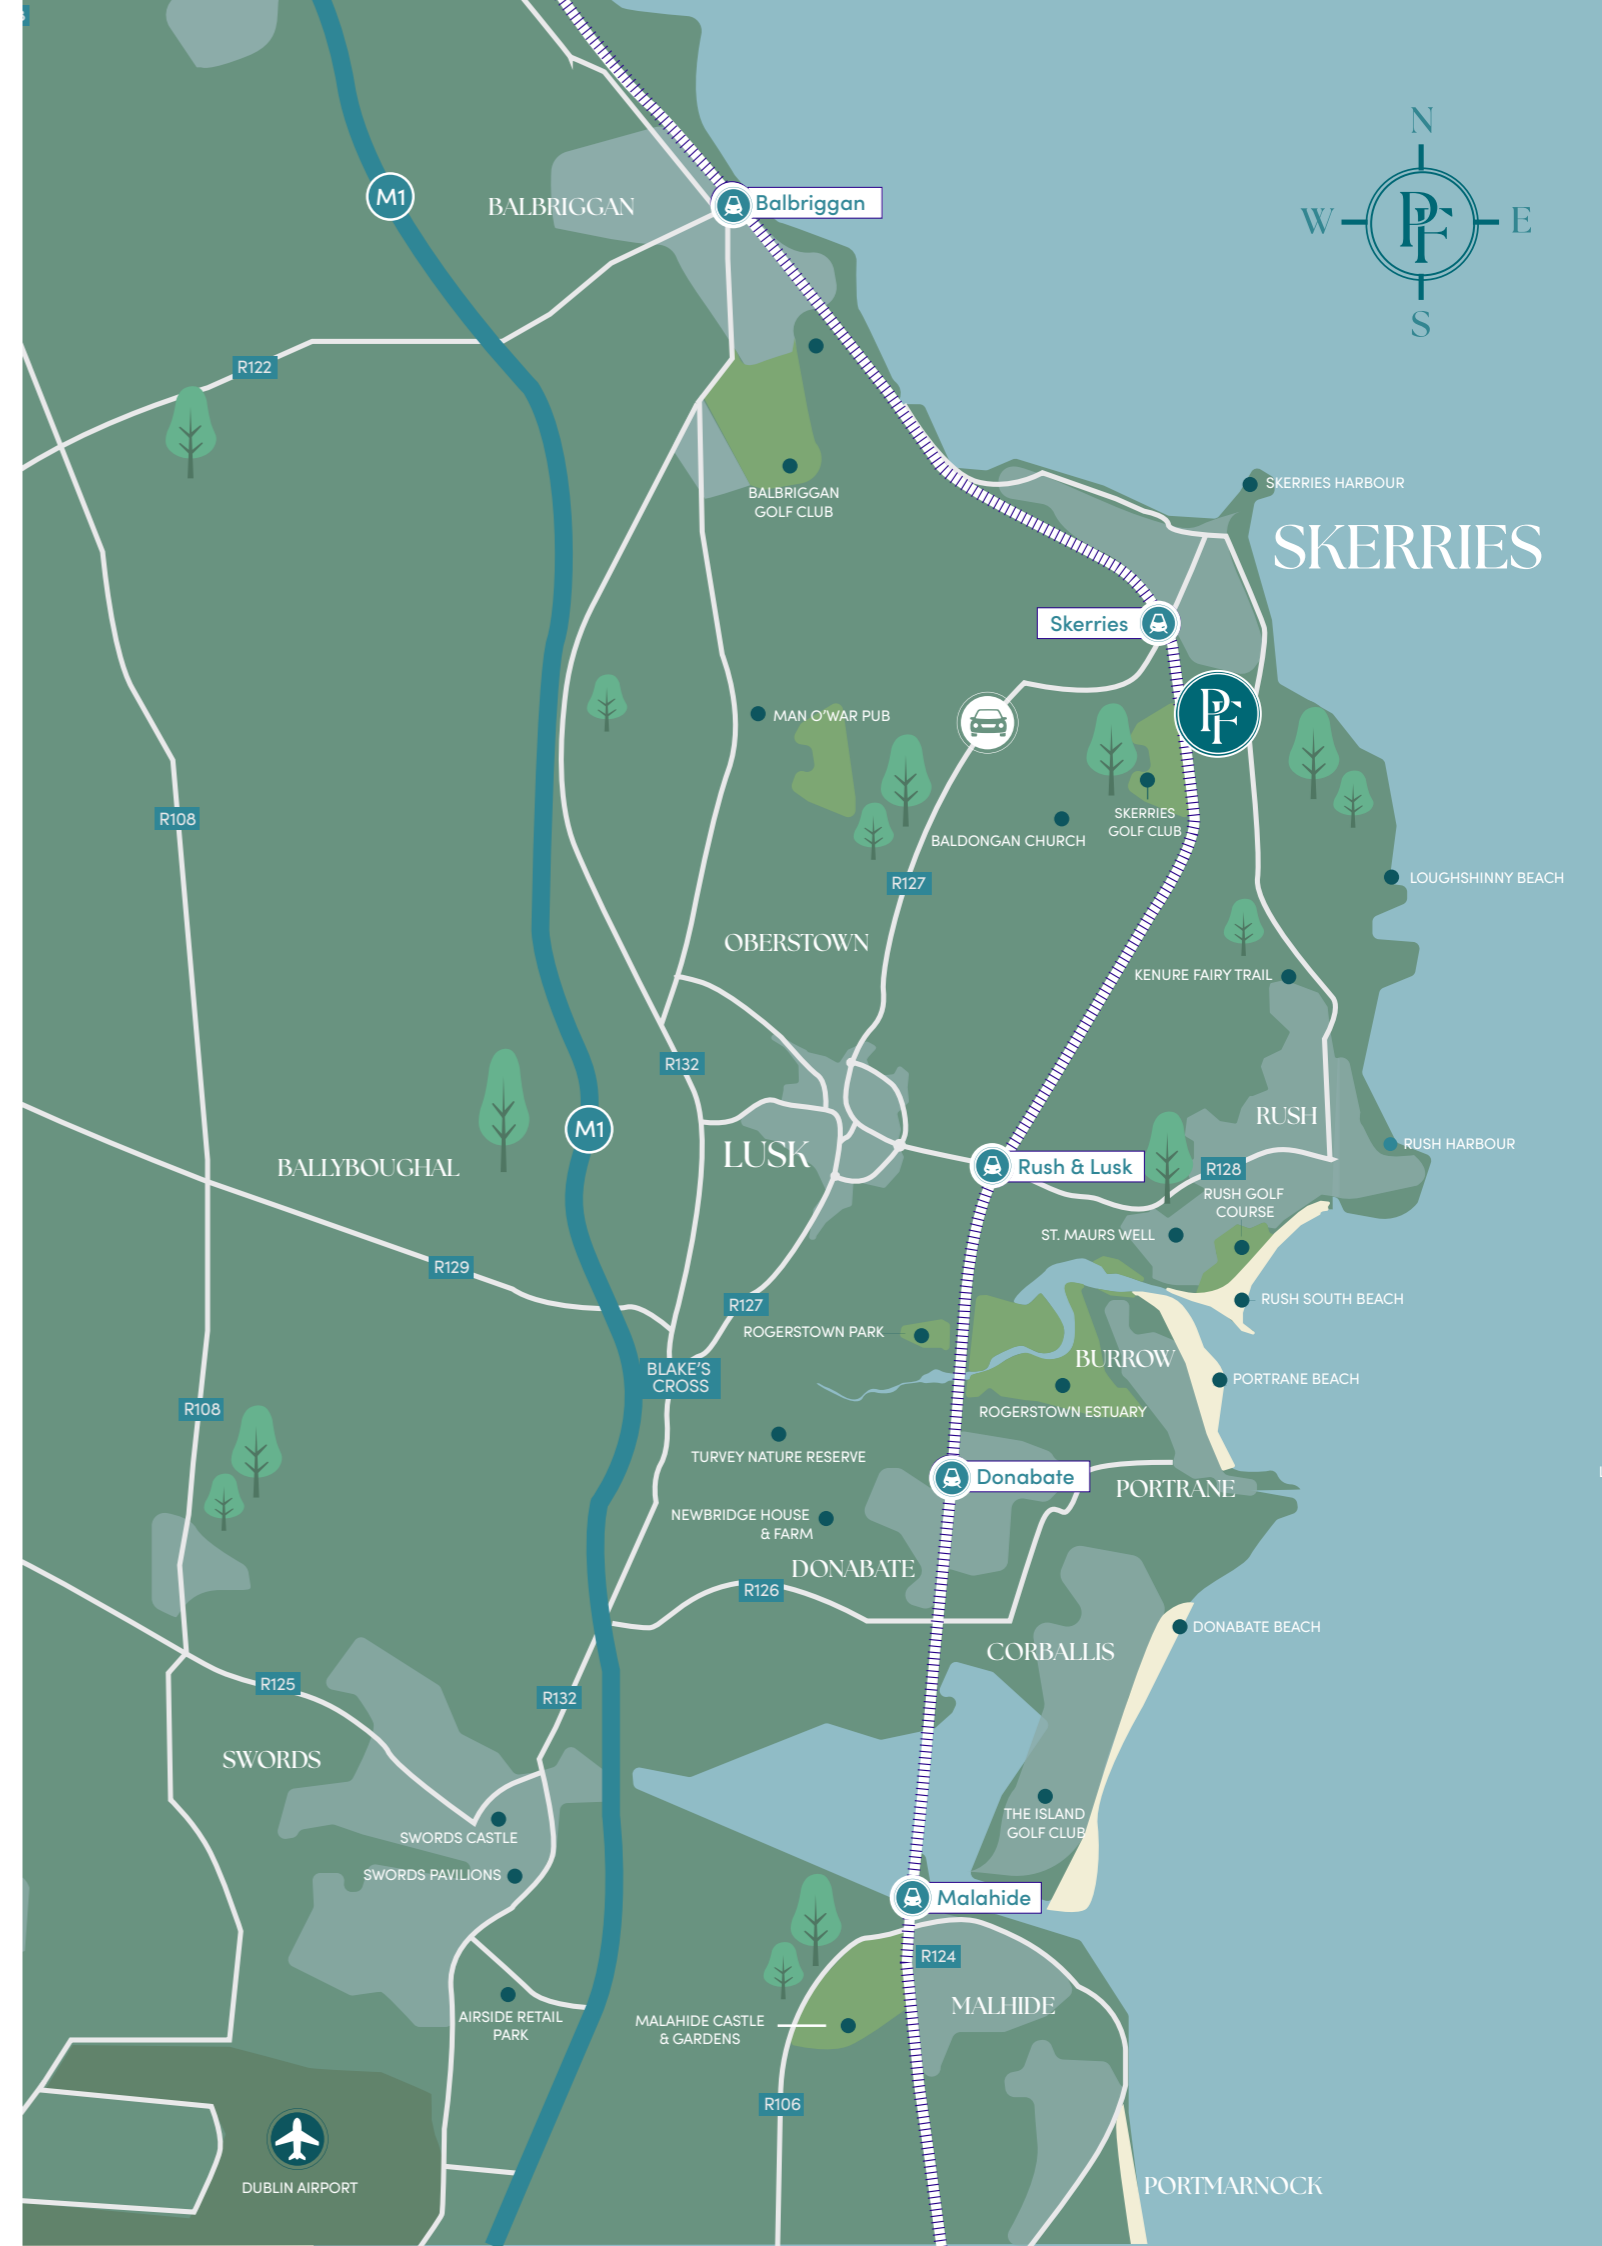 N
W
PF
E
S
M1
BALBRIGGAN
Balbriggan
R122
BALBRIGGAN
GOLF CLUB
SKERRIES HARBOUR
SKERRIES
Skerries
PF
MAN O'WAR PUB
R108
SKERRIES
GOLF CLUB
BALDONGAN CHURCH
R127
LOUGHSHINNY BEACH
OBERSTOWN
KENURE FAIRY TRAIL
R132
M1
RUSH
RUSH HARBOUR
LUSK
Rush & Lusk
BALLYBOUGHAL
R128
RUSH GOLF
COURSE
ST. MAURS WELL
R129
R127
RUSH SOUTH BEACH
ROGERSTOWN PARK
BURROW
BLAKE'S
CROSS
PORTRANE BEACH
R108
ROGERSTOWN ESTUARY
TURVEY NATURE RESERVE
Donabate
PORTRANE
NEWBRIDGE HOUSE
& FARM
DONABATE
R126
DONABATE BEACH
CORBALLIS
R125
R132
SWORDS
THE ISLAND
GOLF CLUB
SWORDS CASTLE
SWORDS PAVILIONS
Malahide
R124
MALHIDE
AIRSIDE RETAIL
PARK
MALAHIDE CASTLE
& GARDENS
R106
DUBLIN AIRPORT
PORTMARNOCK